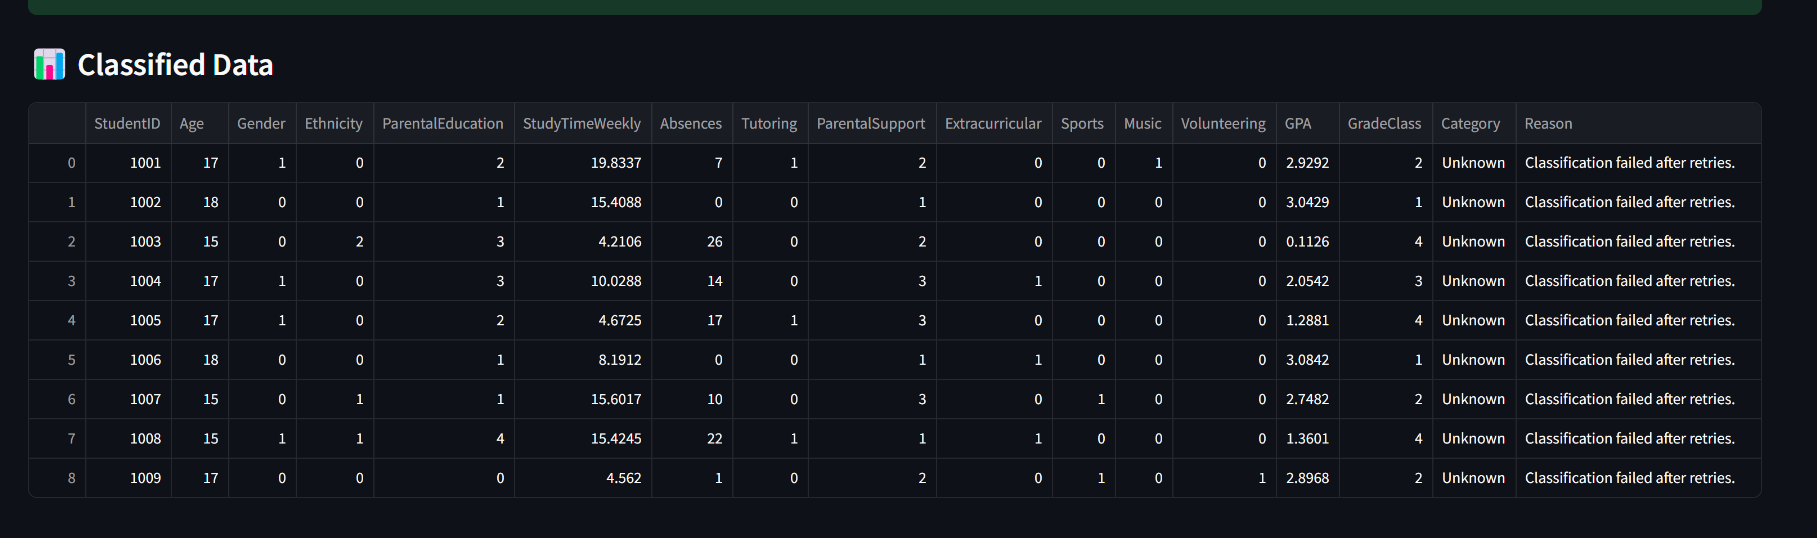 Classified Data
StudentID Age Gender Ethnicity ParentalEducation StudyTimeWeekly Absences Tutoring ParentalSupport Extracurricular Sports Music Volunteering GPA GradeClass Category Reason
0 1001 17 1 0 2 19.8337 7 1 2 0 0 1 0 2.9292 2 Unknown Classification failed after retries.
1 1002 18 0 0 1 15.4088 0 0 1 0 0 0 0 3.0429 1 Unknown Classification failed after retries.
2 1003 15 0 2 3 4.2106 26 0 2 0 0 0 0 0.1126 4 Unknown Classification failed after retries.
3 1004 17 1 0 3 10.0288 14 0 3 1 0 0 0 2.0542 3 Unknown Classification failed after retries.
4 1005 17 1 0 2 4.6725 17 1 3 0 0 0 0 1.2881 4 Unknown Classification failed after retries.
5 1006 18 0 0 1 8.1912 0 0 1 1 0 0 0 3.0842 1 Unknown Classification failed after retries.
6 1007 15 0 1 1 15.6017 10 0 3 0 1 0 0 2.7482 2 Unknown Classification failed after retries.
7 1008 15 1 1 4 15.4245 22 1 1 1 0 0 0 1.3601 4 Unknown Classification failed after retries.
8 1009 17 0 0 0 4.562 1 0 2 0 1 0 1 2.8968 2 Unknown Classification failed after retries.